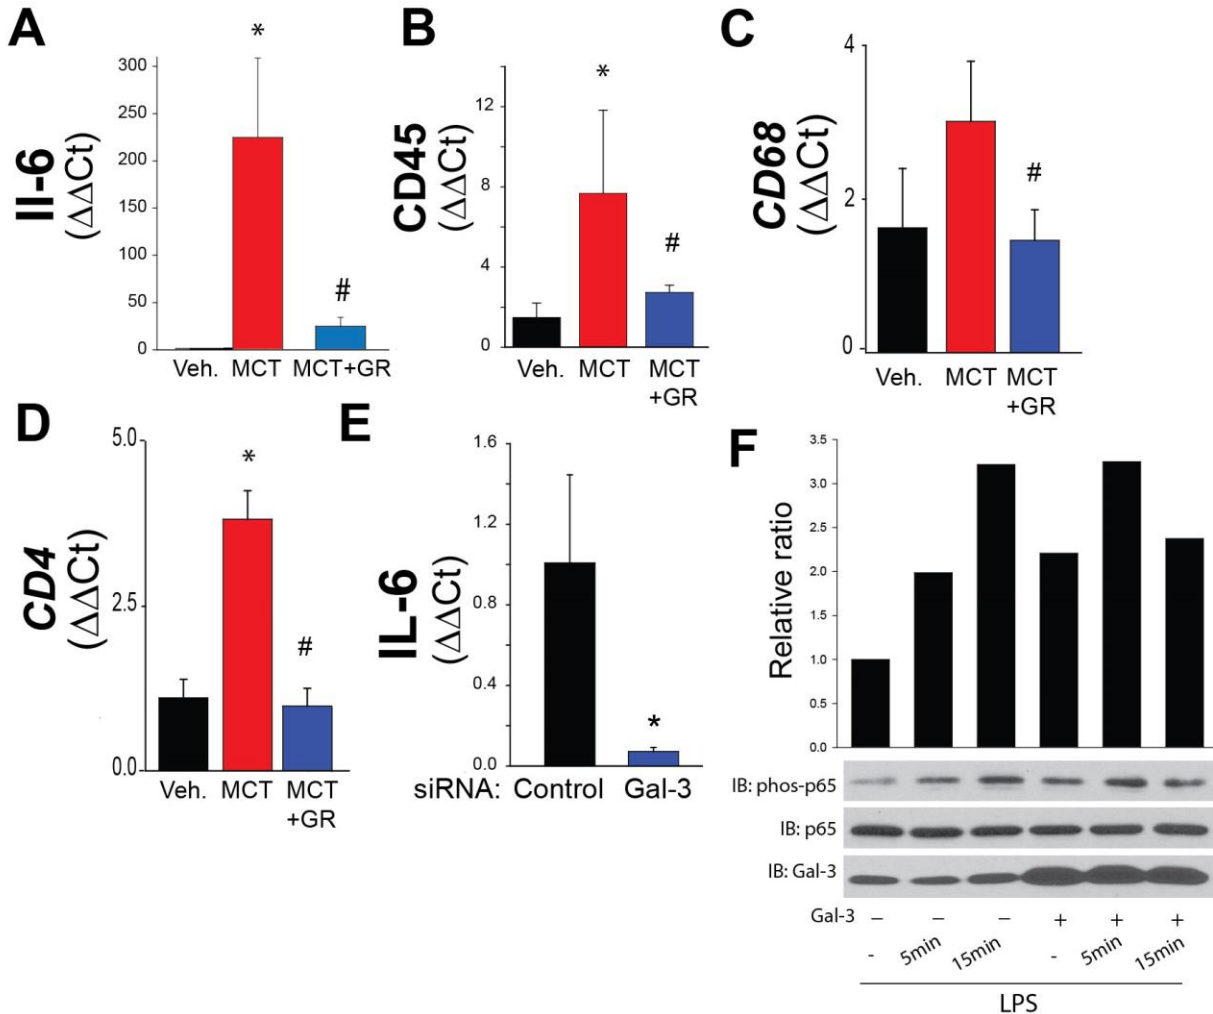 A
Il-6
(ΔΔCt)
300
250
200
150
100
50
0
*
#
Veh. MCT MCT+GR
B
CD45
(ΔΔCt)
12
8
4
0
*
#
Veh. MCT MCT
+GR
C
CD68
(ΔΔCt)
4
2
0
#
Veh. MCT MCT
+GR
D
CD4
(ΔΔCt)
5.0
2.5
0.0
*
#
Veh. MCT MCT
+GR
E
IL-6
(ΔΔCt)
1.6
1.2
0.8
0.4
0.0
*
siRNA: Control Gal-3
F
Relative ratio
3.5
3.0
2.5
2.0
1.5
1.0
0.5
0.0
IB: phos-p65
IB: p65
IB: Gal-3
Gal-3 – – – + + +
- 5min 15min - 5min 15min
LPS